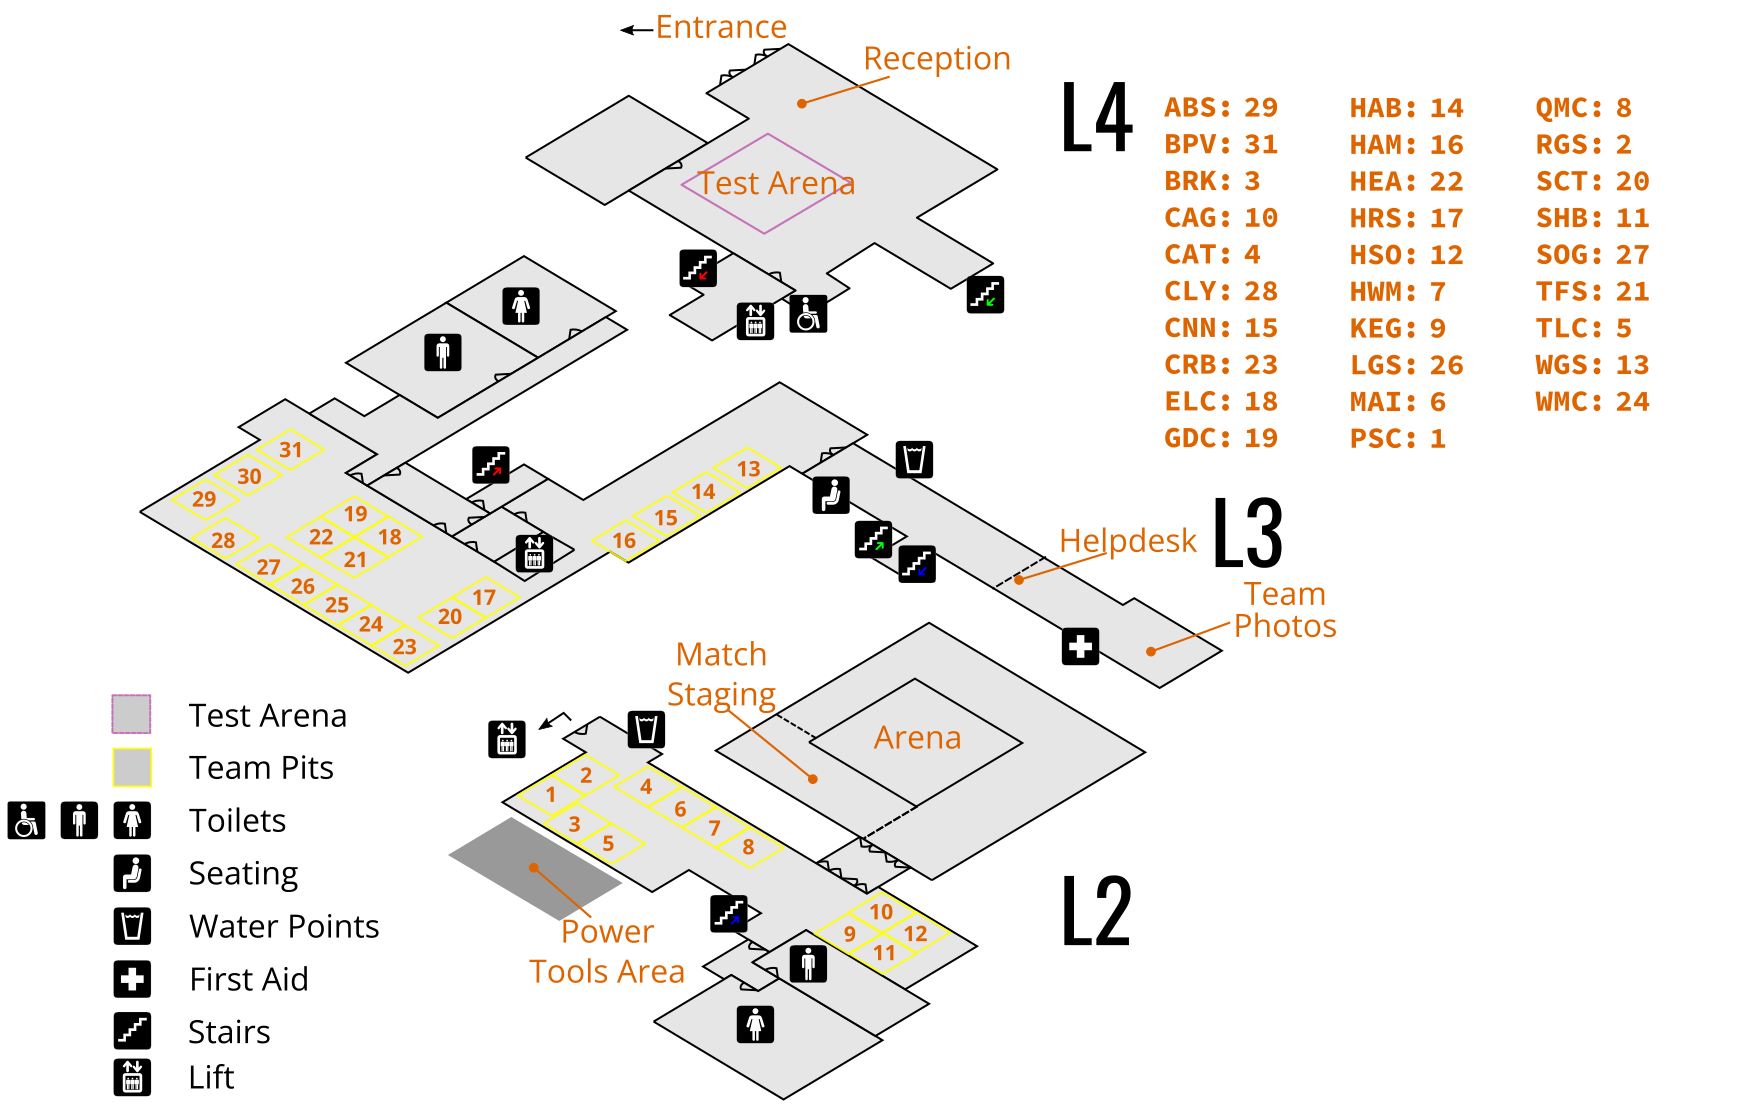 Entrance
Reception
Test Arena
L4
ABS: 29
BPV: 31
BRK: 3
CAG: 10
CAT: 4
CLY: 28
CNN: 15
CRB: 23
ELC: 18
GDC: 19
HAB: 14
HAM: 16
HEA: 22
HRS: 17
HSO: 12
HWM: 7
KEG: 9
LGS: 26
MAI: 6
PSC: 1
QMC: 8
RGS: 2
SCT: 20
SHB: 11
SOG: 27
TFS: 21
TLC: 5
WGS: 13
WMC: 24
31
30
29
28
19
22
18
21
27
26
25
24
23
17
20
16
15
14
13
L3
Helpdesk
Team
Photos
Match
Staging
Arena
2
1
4
3
6
5
7
8
10
9
12
11
L2
Power
Tools Area
Test Arena
Team Pits
Toilets
Seating
Water Points
First Aid
Stairs
Lift